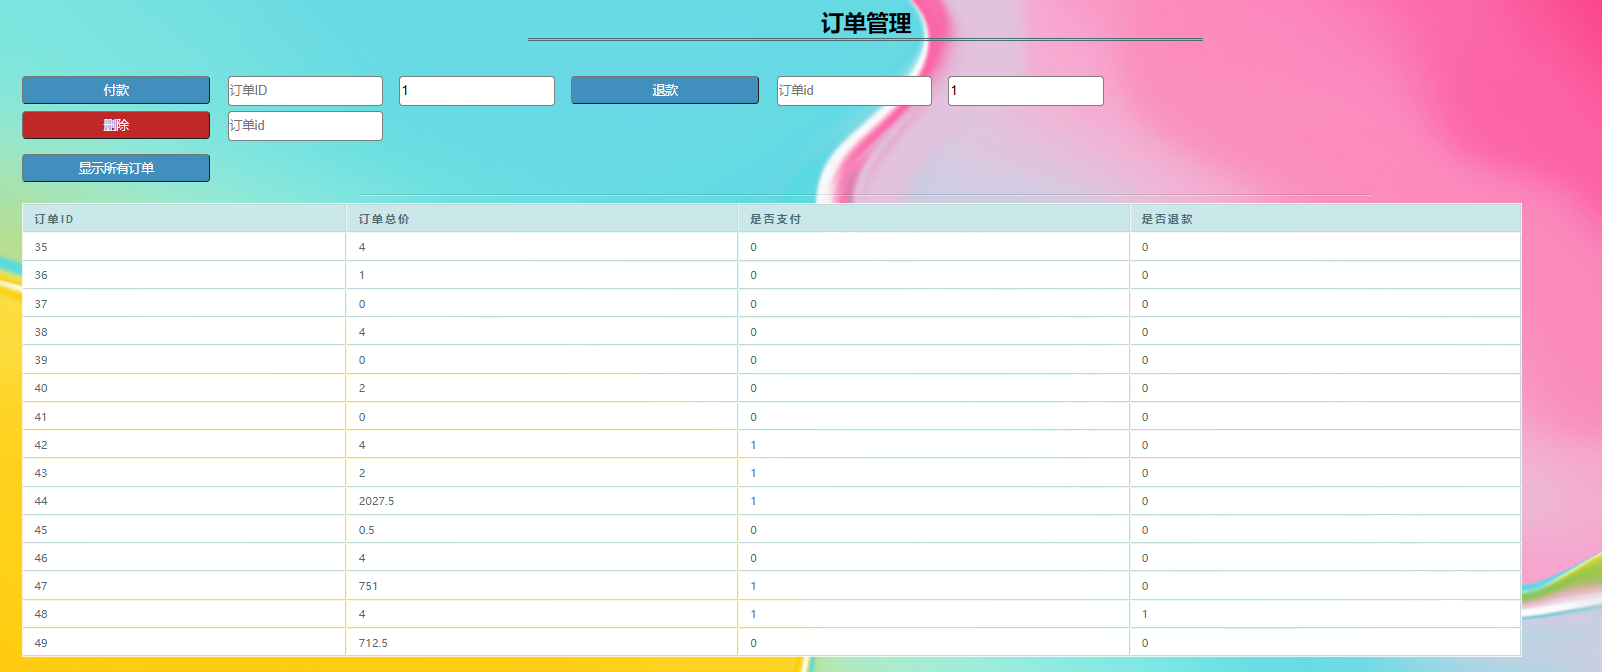 订单管理
付款 订单ID 1 退款 订单id 1
删除 订单id
显示所有订单
订单ID 订单总价 是否支付 是否退款
35 4 0 0
36 1 0 0
37 0 0 0
38 4 0 0
39 0 0 0
40 2 0 0
41 0 0 0
42 4 1 0
43 2 1 0
44 2027.5 1 0
45 0.5 0 0
46 4 0 0
47 751 1 0
48 4 1 1
49 712.5 0 0